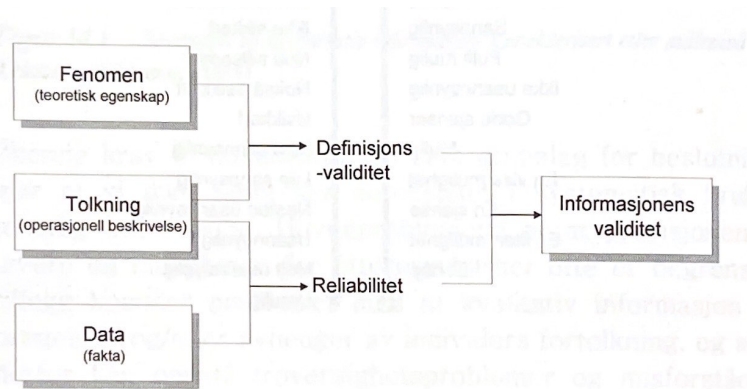 Fenomen
(teoretisk egenskap)
Definisjons
-validitet
Tolkning
(operasjonell beskrivelse)
Informasjonens
validitet
Reliabilitet
Data
(fakta)